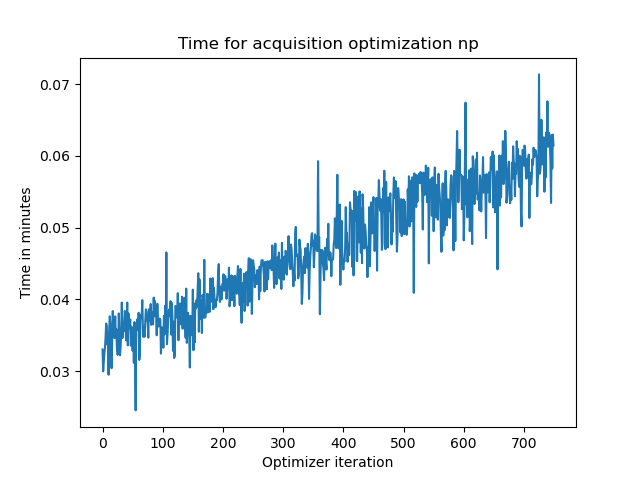 Time for acquisition optimization np
0.07
0.06
0.05
0.04
0.03
Time in minutes
0 100 200 300 400 500 600 700
Optimizer iteration